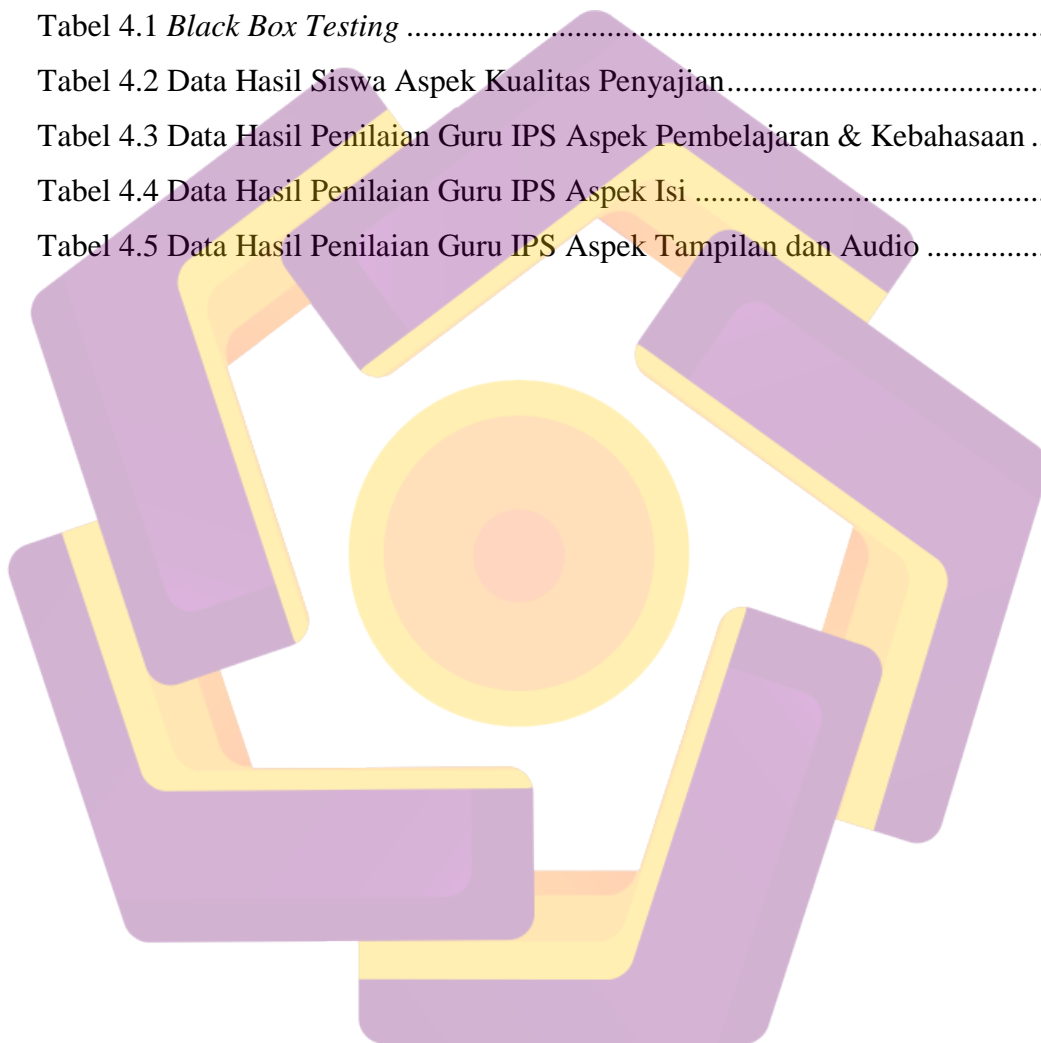 Tabel 4.1 Black Box Testing ................................................................................
Tabel 4.2 Data Hasil Siswa Aspek Kualitas Penyajian........................................
Tabel 4.3 Data Hasil Penilaian Guru IPS Aspek Pembelajaran & Kebahasaan ..
Tabel 4.4 Data Hasil Penilaian Guru IPS Aspek Isi ............................................
Tabel 4.5 Data Hasil Penilaian Guru IPS Aspek Tampilan dan Audio ...............